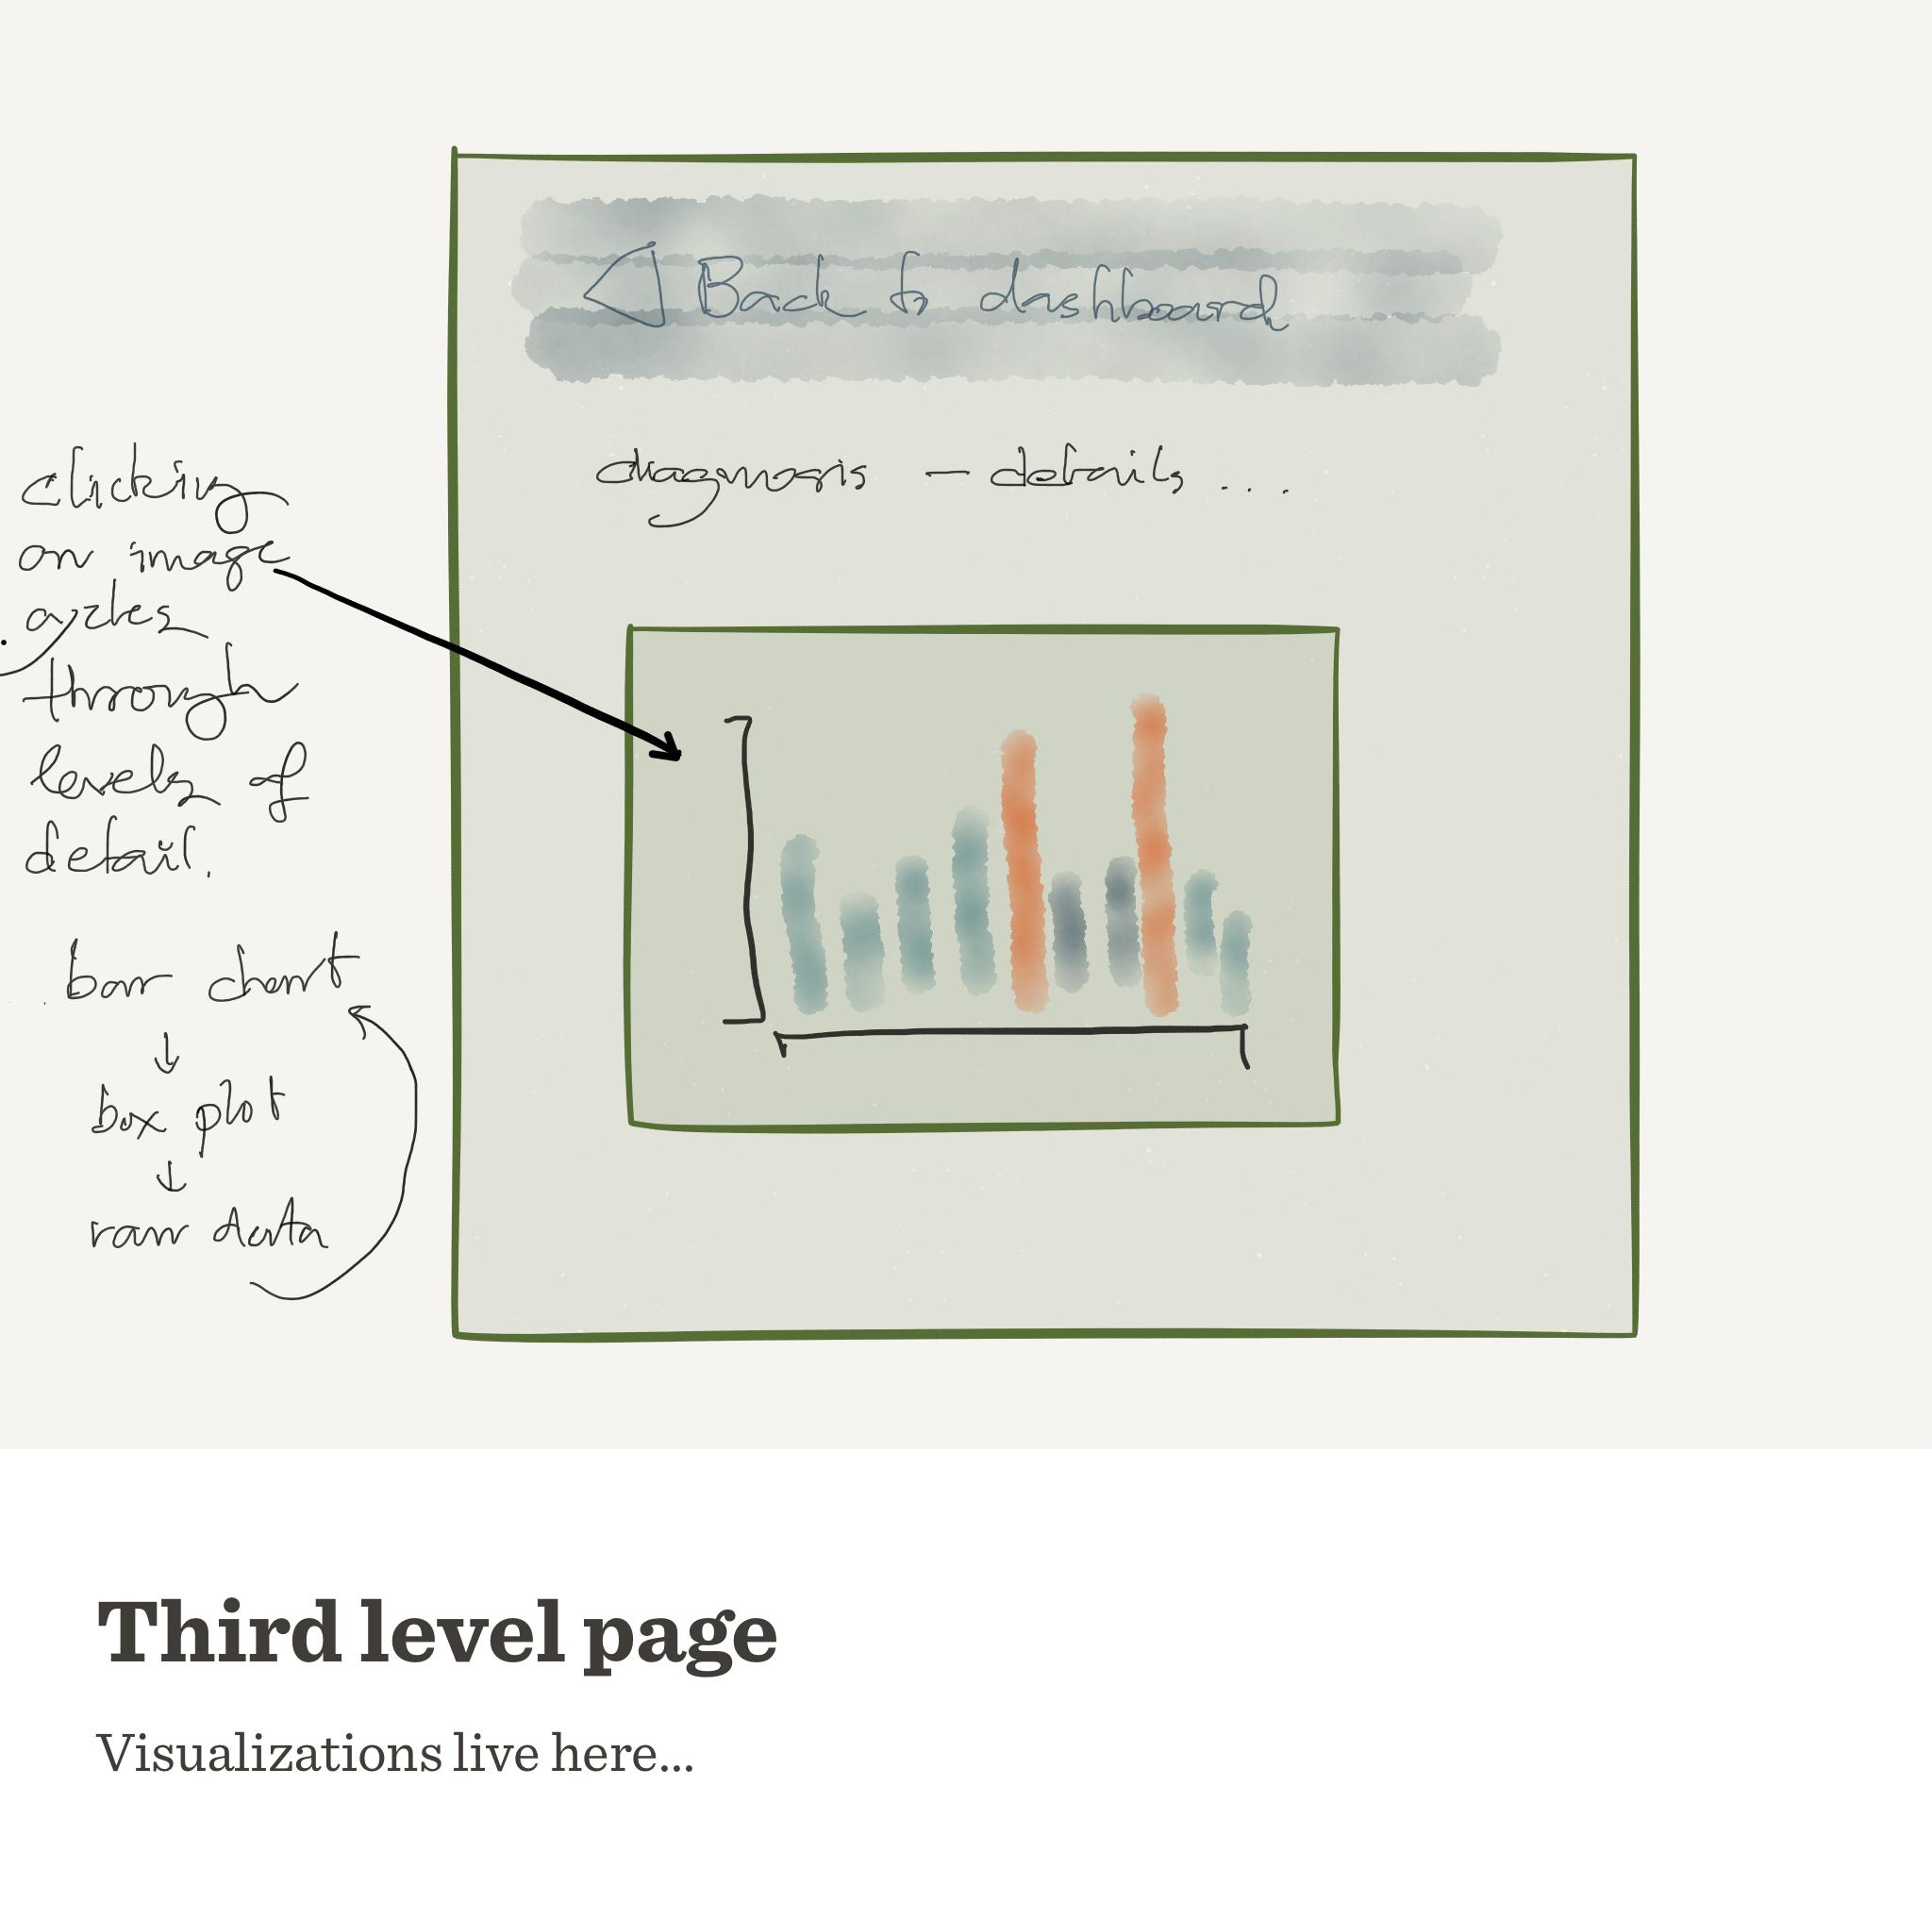 Back to dashboard
diagnosis - details ...
clicking
on image
cycles
through
levels of
detail.
bar chart
↓
box plot
↓
raw data
Third level page
Visualizations live here...